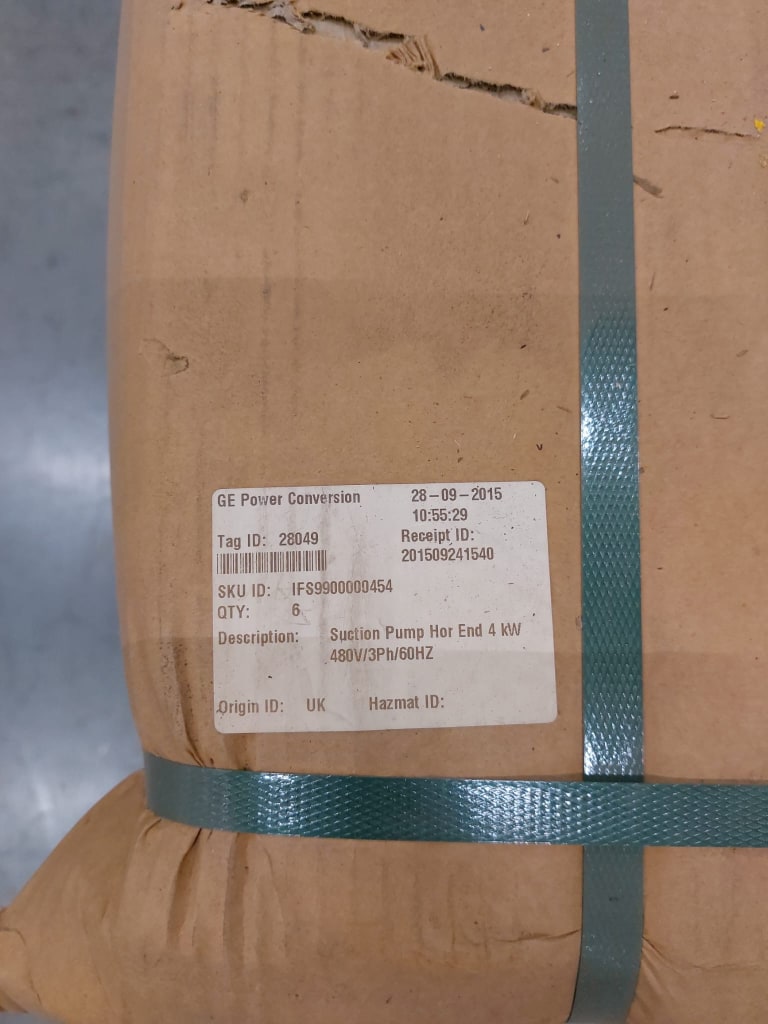 GE Power Conversion 28-09-2015
10:55:29
Tag ID: 28049 Receipt ID:
201509241540
SKU ID: IFS9900000454
QTY: 6
Description: Suction Pump Hor End 4 kW
480V/3Ph/60HZ
Origin ID: UK Hazmat ID: